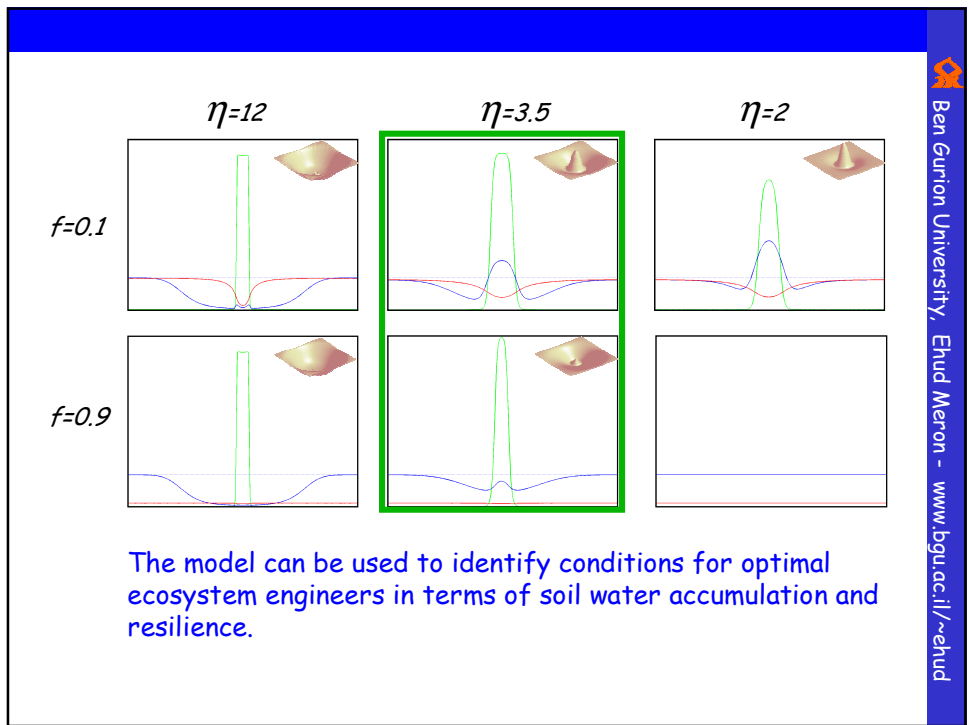 η=12 η=3.5 η=2
f=0.1
f=0.9
The model can be used to identify conditions for optimal
ecosystem engineers in terms of soil water accumulation and
resilience.
Ben Gurion University, Ehud Meron - www.bgu.ac.il/~ehud